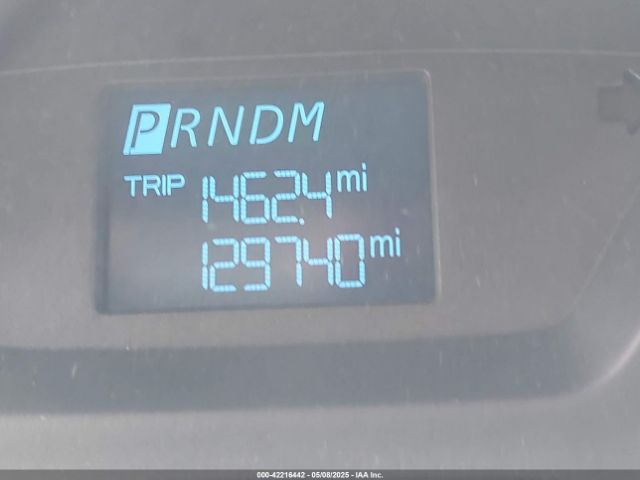 PRNDM
TRIP 1462.4 mi
129740 mi
000-42216442 - 05/08/2025 - IAA Inc.